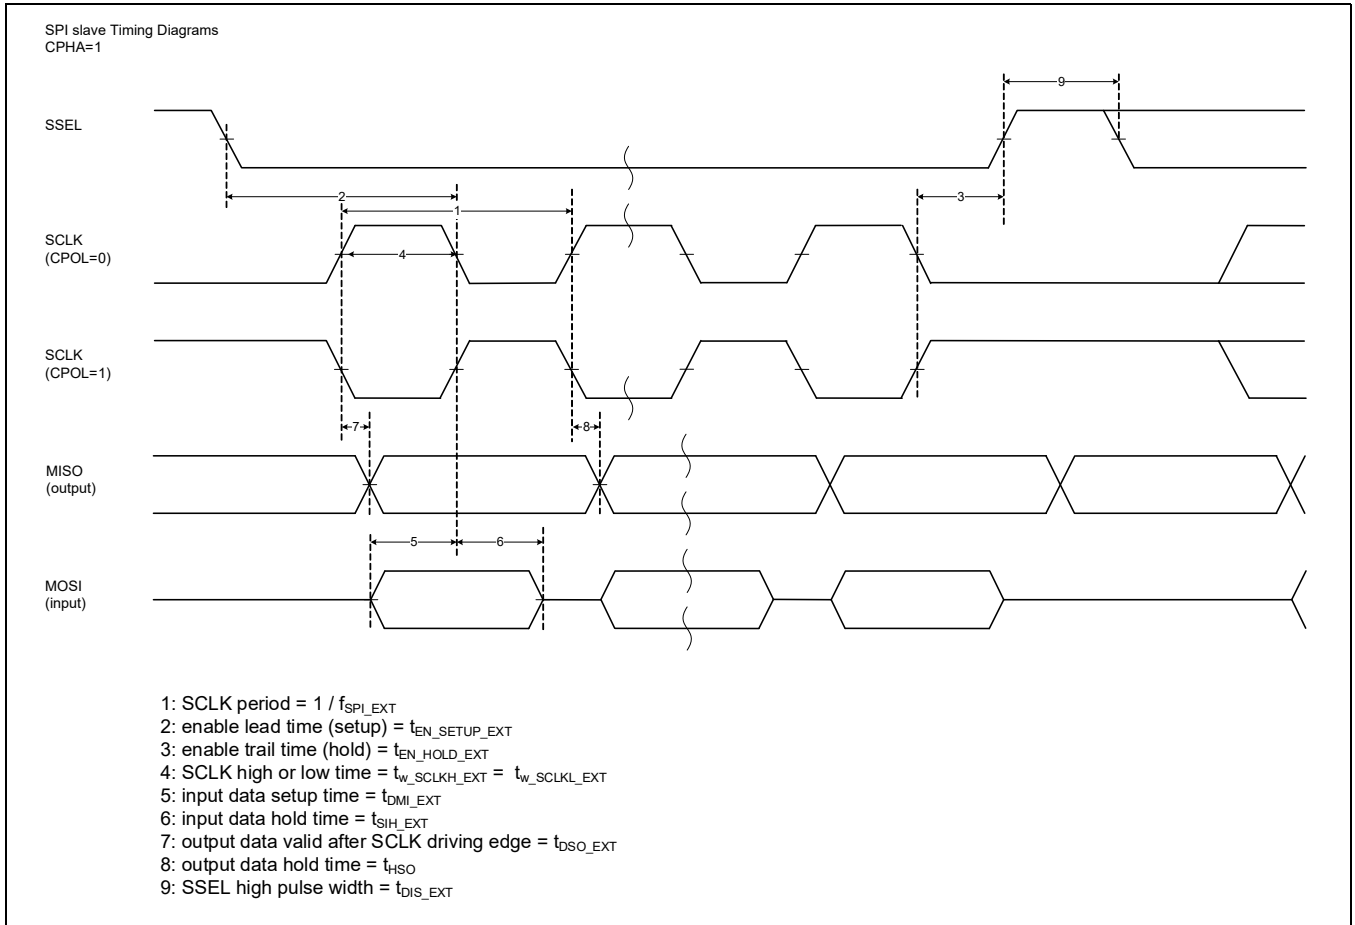 SPI slave Timing Diagrams
CPHA=1
9
SSEL
2
3
1
SCLK
(CPOL=0)
4
SCLK
(CPOL=1)
7
8
MISO
(output)
5
6
MOSI
(input)
1: SCLK period = 1 / fSPI_EXT
2: enable lead time (setup) = tEN_SETUP_EXT
3: enable trail time (hold) = tEN_HOLD_EXT
4: SCLK high or low time = tw_SCLKH_EXT = tw_SCLKL_EXT
5: input data setup time = tDMI_EXT
6: input data hold time = tSIH_EXT
7: output data valid after SCLK driving edge = tDSO_EXT
8: output data hold time = tHSO
9: SSEL high pulse width = tDIS_EXT